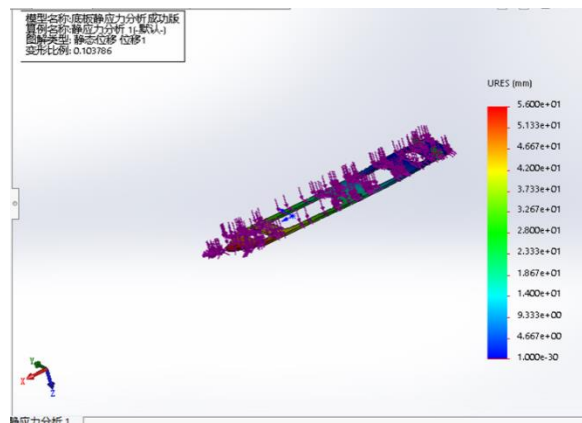 模型名称:底板静应力分析成功版
算例名称:静应力分析 1(-默认-)
图解类型: 静态位移 位移1
变形比例: 0.103786
URES (mm)
5.600e+01
5.133e+01
4.667e+01
4.200e+01
3.733e+01
3.267e+01
2.800e+01
2.333e+01
1.867e+01
1.400e+01
9.333e+00
4.667e+00
1.000e-30
Y
X
Z
静应力分析 1